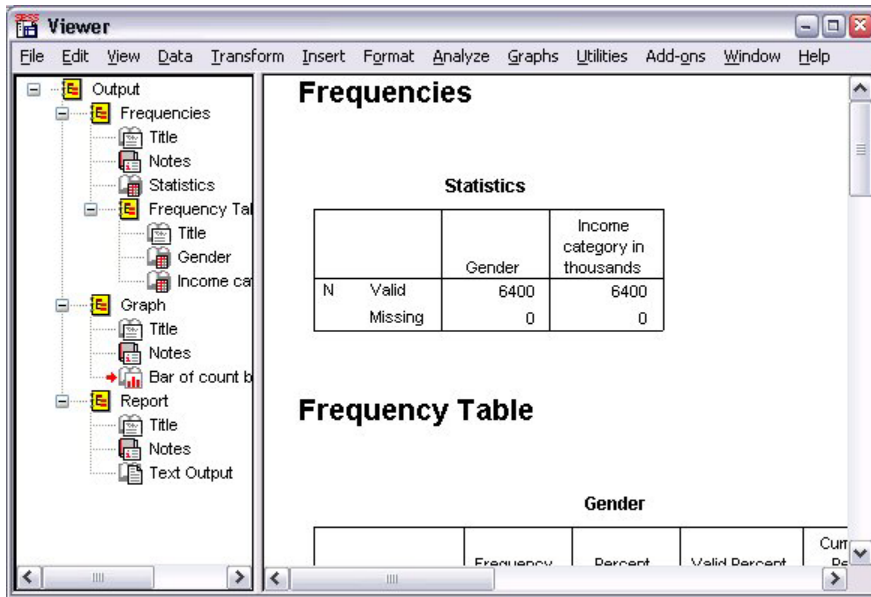 Viewer
File Edit View Data Transform Insert Format Analyze Graphs Utilities Add-ons Window Help
Output
Frequencies
Title
Notes
Statistics
Frequency Tal
Title
Gender
Income ca
Graph
Title
Notes
Bar of count b
Report
Title
Notes
Text Output
Frequencies
Statistics
Gender Income category in thousands
N Valid 6400 6400
Missing 0 0
Frequency Table
Gender
Frequency Percent Valid Percent